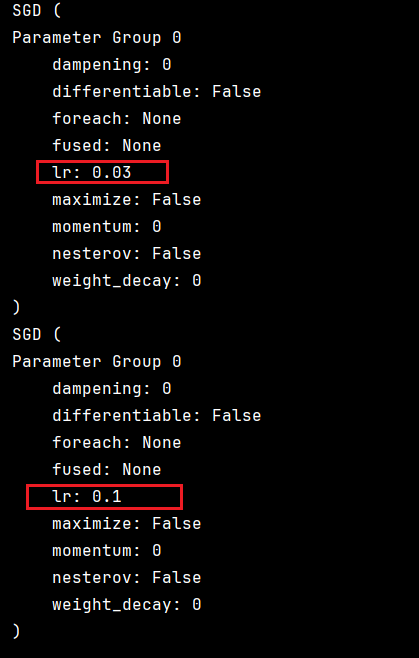 SGD (
Parameter Group 0
    dampening: 0
    differentiable: False
    foreach: None
    fused: None
    lr: 0.03
    maximize: False
    momentum: 0
    nesterov: False
    weight_decay: 0
)
SGD (
Parameter Group 0
    dampening: 0
    differentiable: False
    foreach: None
    fused: None
    lr: 0.1
    maximize: False
    momentum: 0
    nesterov: False
    weight_decay: 0
)